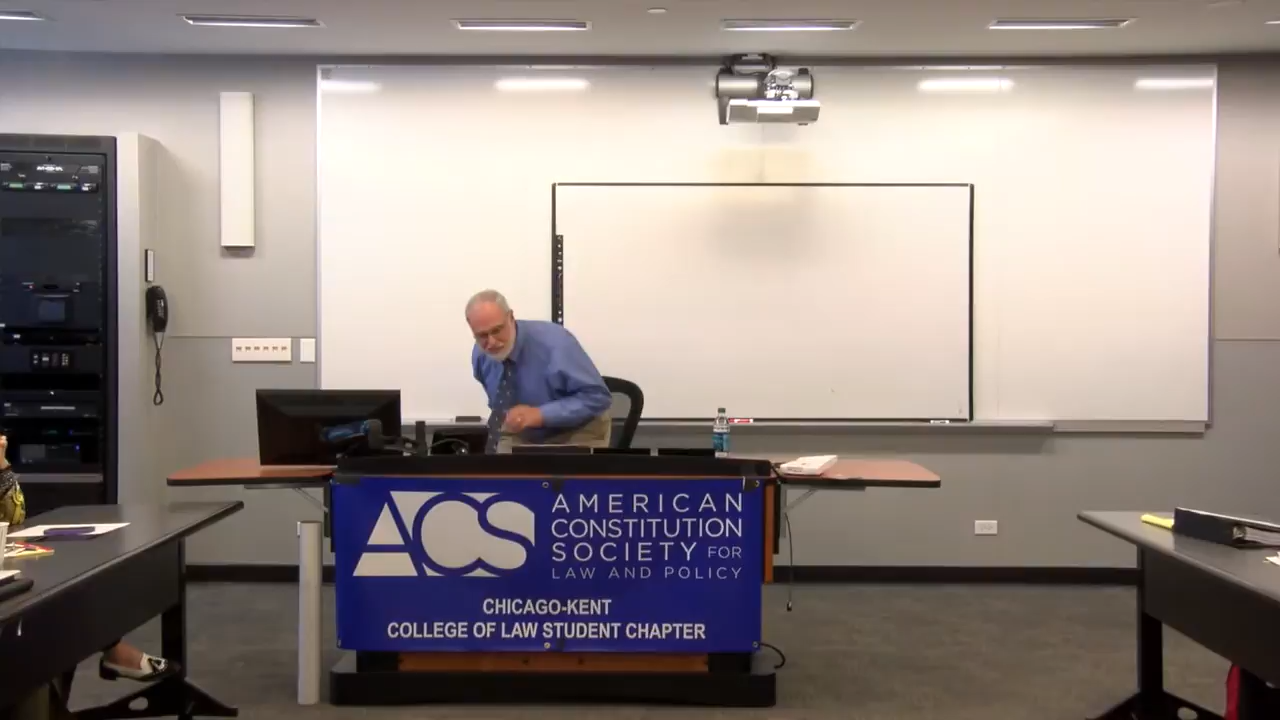 ACS
AMERICAN
CONSTITUTION
SOCIETY FOR
LAW AND POLICY
CHICAGO-KENT
COLLEGE OF LAW STUDENT CHAPTER